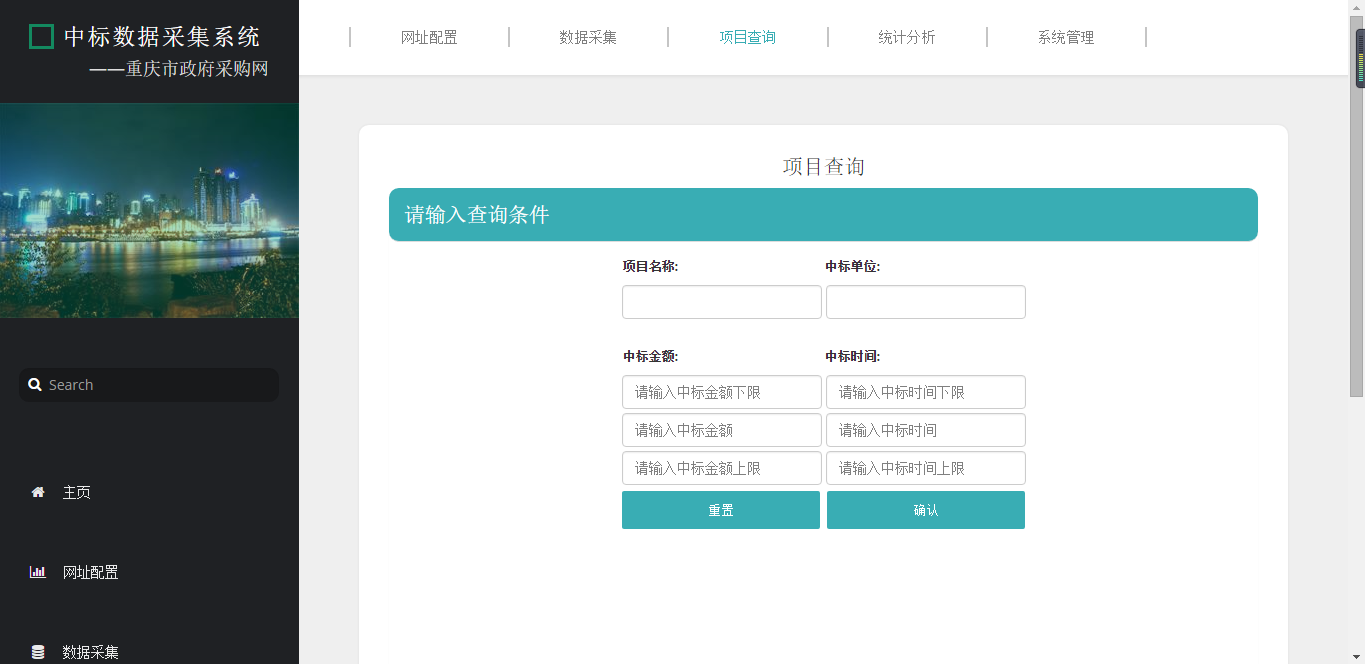 中标数据采集系统
——重庆市政府采购网
网址配置
数据采集
项目查询
统计分析
系统管理
Search
主页
网址配置
数据采集
项目查询
请输入查询条件
项目名称: 中标单位:
中标金额: 中标时间:
请输入中标金额下限 请输入中标时间下限
请输入中标金额 请输入中标时间
请输入中标金额上限 请输入中标时间上限
重置 确认